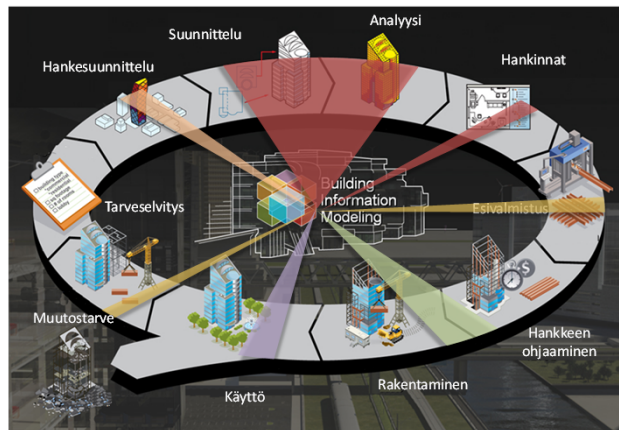 Suunnittelu
Analyysi
Hankesuunnittelu
Hankinnat
Building
Information
Modeling
Tarveselvitys
Esivalmistus
Muutostarve
Hankkeen
ohjaaminen
Käyttö
Rakentaminen